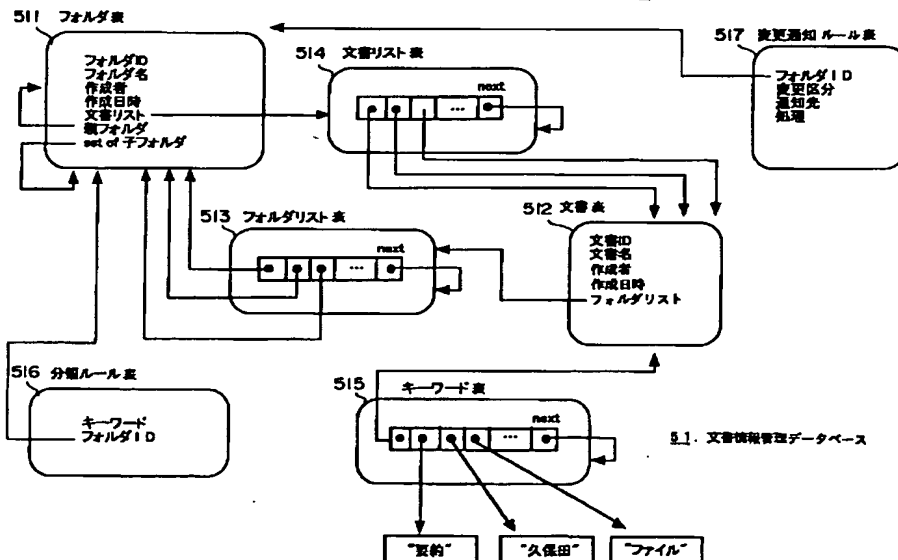 511 フォルダ表
フォルダID
フォルダ名
作成者
作成日時
文書リスト
親フォルダ
set of 子フォルダ
514 文書リスト表
next
...
517 変更通知ルール表
フォルダID
変更区分
通知先
処理
513 フォルダリスト表
next
...
512 文書表
文書ID
文書名
作成者
作成日時
フォルダリスト
516 分類ルール表
キーワード
フォルダID
515 キーワード表
next
...
51. 文書情報管理データベース
"要約"
"久保田"
"ファイル"